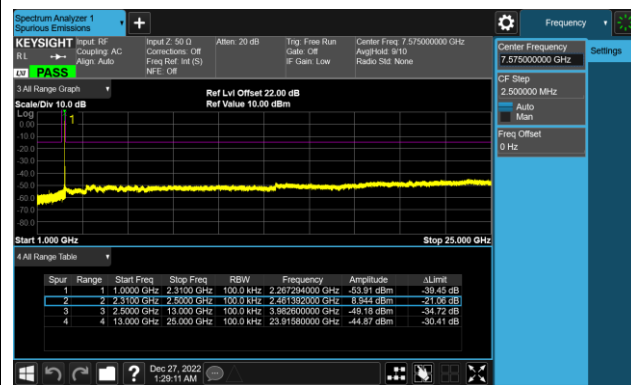 Spectrum Analyzer 1
Spurious Emissions
Frequency
KEYSIGHT
RL
LXI
PASS
Input: RF
Coupling: AC
Align: Auto
Input Z: 50 Ω
Corrections: Off
Freq Ref: Int (S)
NFE: Off
Atten: 20 dB
Trig: Free Run
Gate: Off
IF Gain: Low
Center Freq: 7.575000000 GHz
Avg|Hold: 9/10
Radio Std: None
Center Frequency
7.575000000 GHz
Settings
CF Step
2.500000 MHz
Auto
Man
Freq Offset
0 Hz
3 All Range Graph
Scale/Div 10.0 dB
Ref Lvl Offset 22.00 dB
Ref Value 10.00 dBm
Log
1
0.00
-10.0
-20.0
-30.0
-40.0
-50.0
-60.0
-70.0
-80.0
Start 1.000 GHz
Stop 25.000 GHz
4 All Range Table
Spur Range Start Freq Stop Freq RBW Frequency Amplitude ΔLimit
1 1 1.0000 GHz 2.3100 GHz 100.0 kHz 2.267294000 GHz -53.91 dBm -39.45 dB
2 2 2.3100 GHz 2.5000 GHz 100.0 kHz 2.461392000 GHz 8.944 dBm -21.06 dB
3 3 2.5000 GHz 13.000 GHz 100.0 kHz 3.982600000 GHz -49.18 dBm -34.72 dB
4 4 13.000 GHz 25.000 GHz 100.0 kHz 23.91580000 GHz -44.87 dBm -30.41 dB
Dec 27, 2022
1:29:11 AM